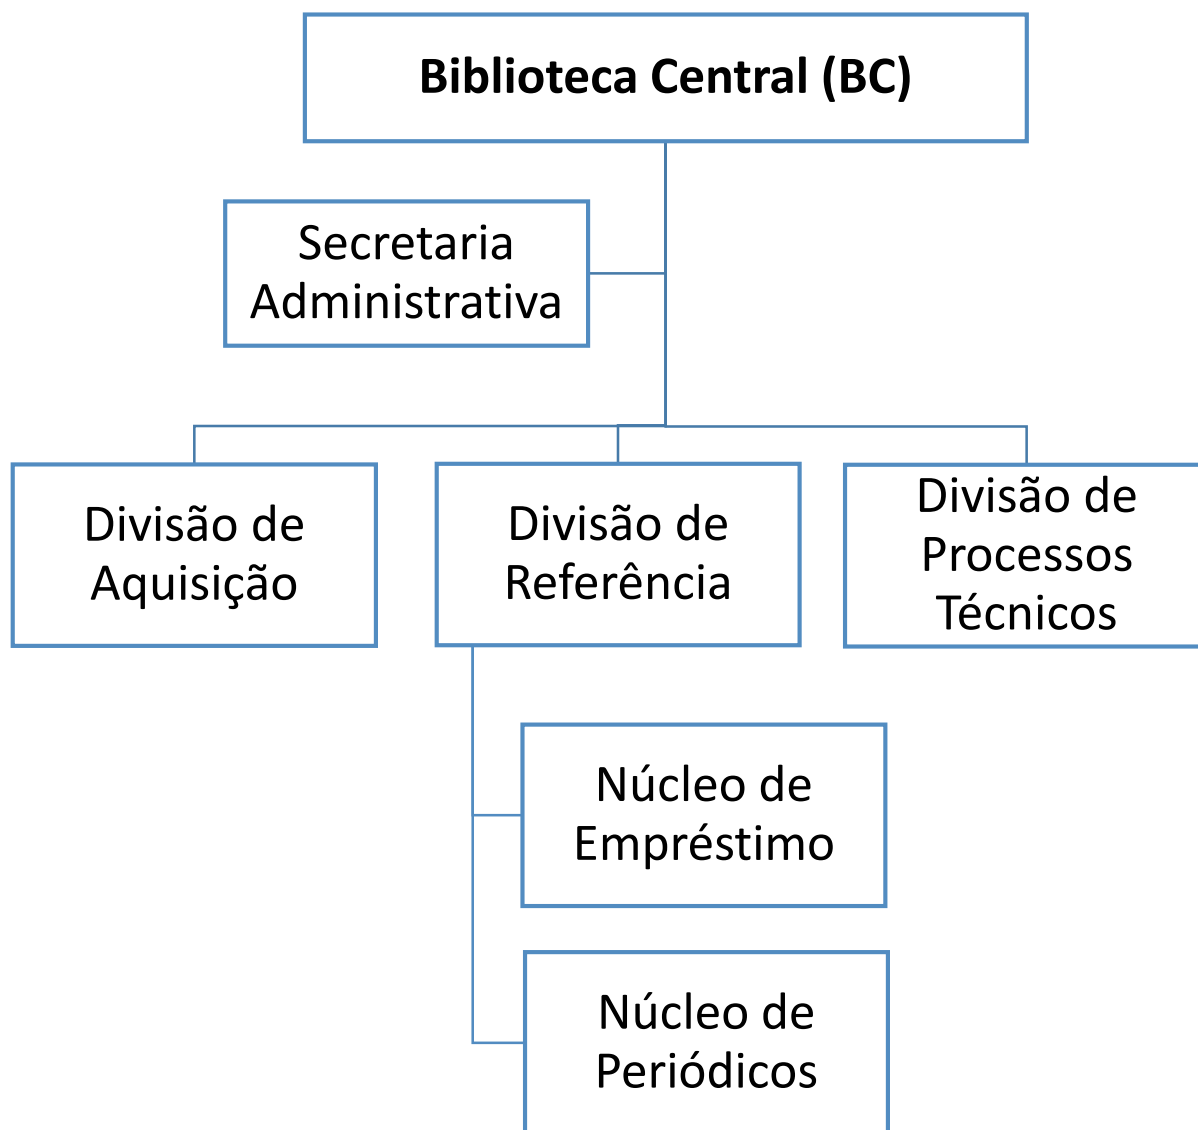 Biblioteca Central (BC)
Secretaria
Administrativa
Divisão de
Aquisição
Divisão de
Referência
Divisão de
Processos
Técnicos
Núcleo de
Empréstimo
Núcleo de
Periódicos